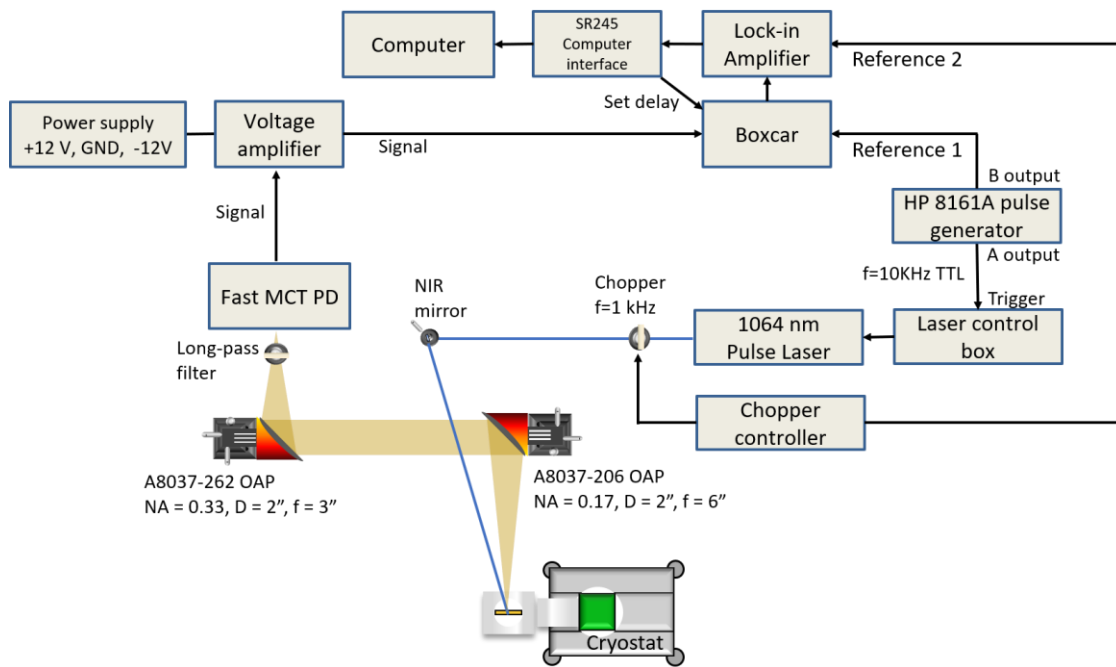 Computer
SR245
Computer
interface
Lock-in
Amplifier
Reference 2
Set delay
Power supply
+12 V, GND, -12V
Voltage
amplifier
Signal
Boxcar
Reference 1
B output
HP 8161A pulse
generator
A output
Signal
f=10KHz TTL
Trigger
Fast MCT PD
NIR
mirror
Chopper
f=1 kHz
1064 nm
Pulse Laser
Laser control
box
Long-pass
filter
Chopper
controller
A8037-262 OAP
NA = 0.33, D = 2”, f = 3”
A8037-206 OAP
NA = 0.17, D = 2”, f = 6”
Cryostat